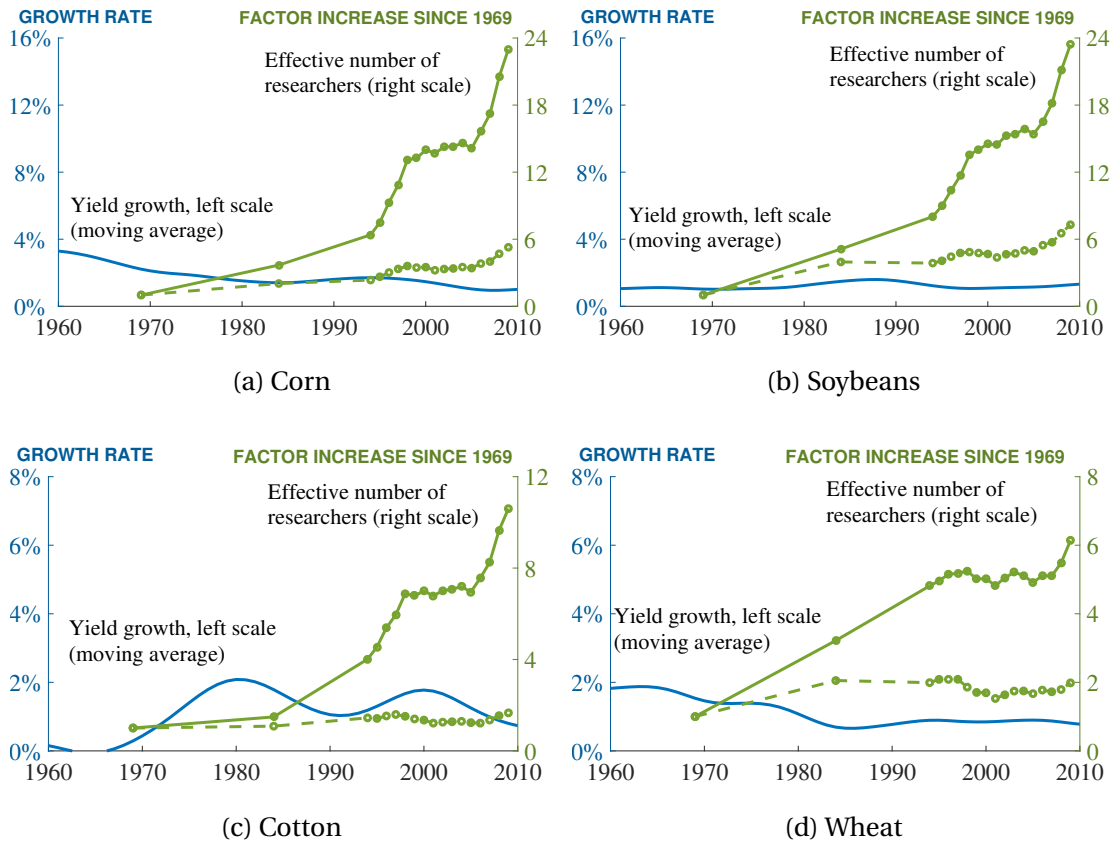 GROWTH RATE
FACTOR INCREASE SINCE 1969
16%
12%
8%
4%
0%
24
18
12
6
0
Effective number of
researchers (right scale)
Yield growth, left scale
(moving average)
1960 1970 1980 1990 2000 2010
(a) Corn
GROWTH RATE
FACTOR INCREASE SINCE 1969
16%
12%
8%
4%
0%
24
18
12
6
0
Effective number of
researchers (right scale)
Yield growth, left scale
(moving average)
1960 1970 1980 1990 2000 2010
(b) Soybeans
GROWTH RATE
FACTOR INCREASE SINCE 1969
8%
6%
4%
2%
0%
12
8
4
0
Effective number of
researchers (right scale)
Yield growth, left scale
(moving average)
1960 1970 1980 1990 2000 2010
(c) Cotton
GROWTH RATE
FACTOR INCREASE SINCE 1969
8%
6%
4%
2%
0%
8
6
4
2
0
Effective number of
researchers (right scale)
Yield growth, left scale
(moving average)
1960 1970 1980 1990 2000 2010
(d) Wheat